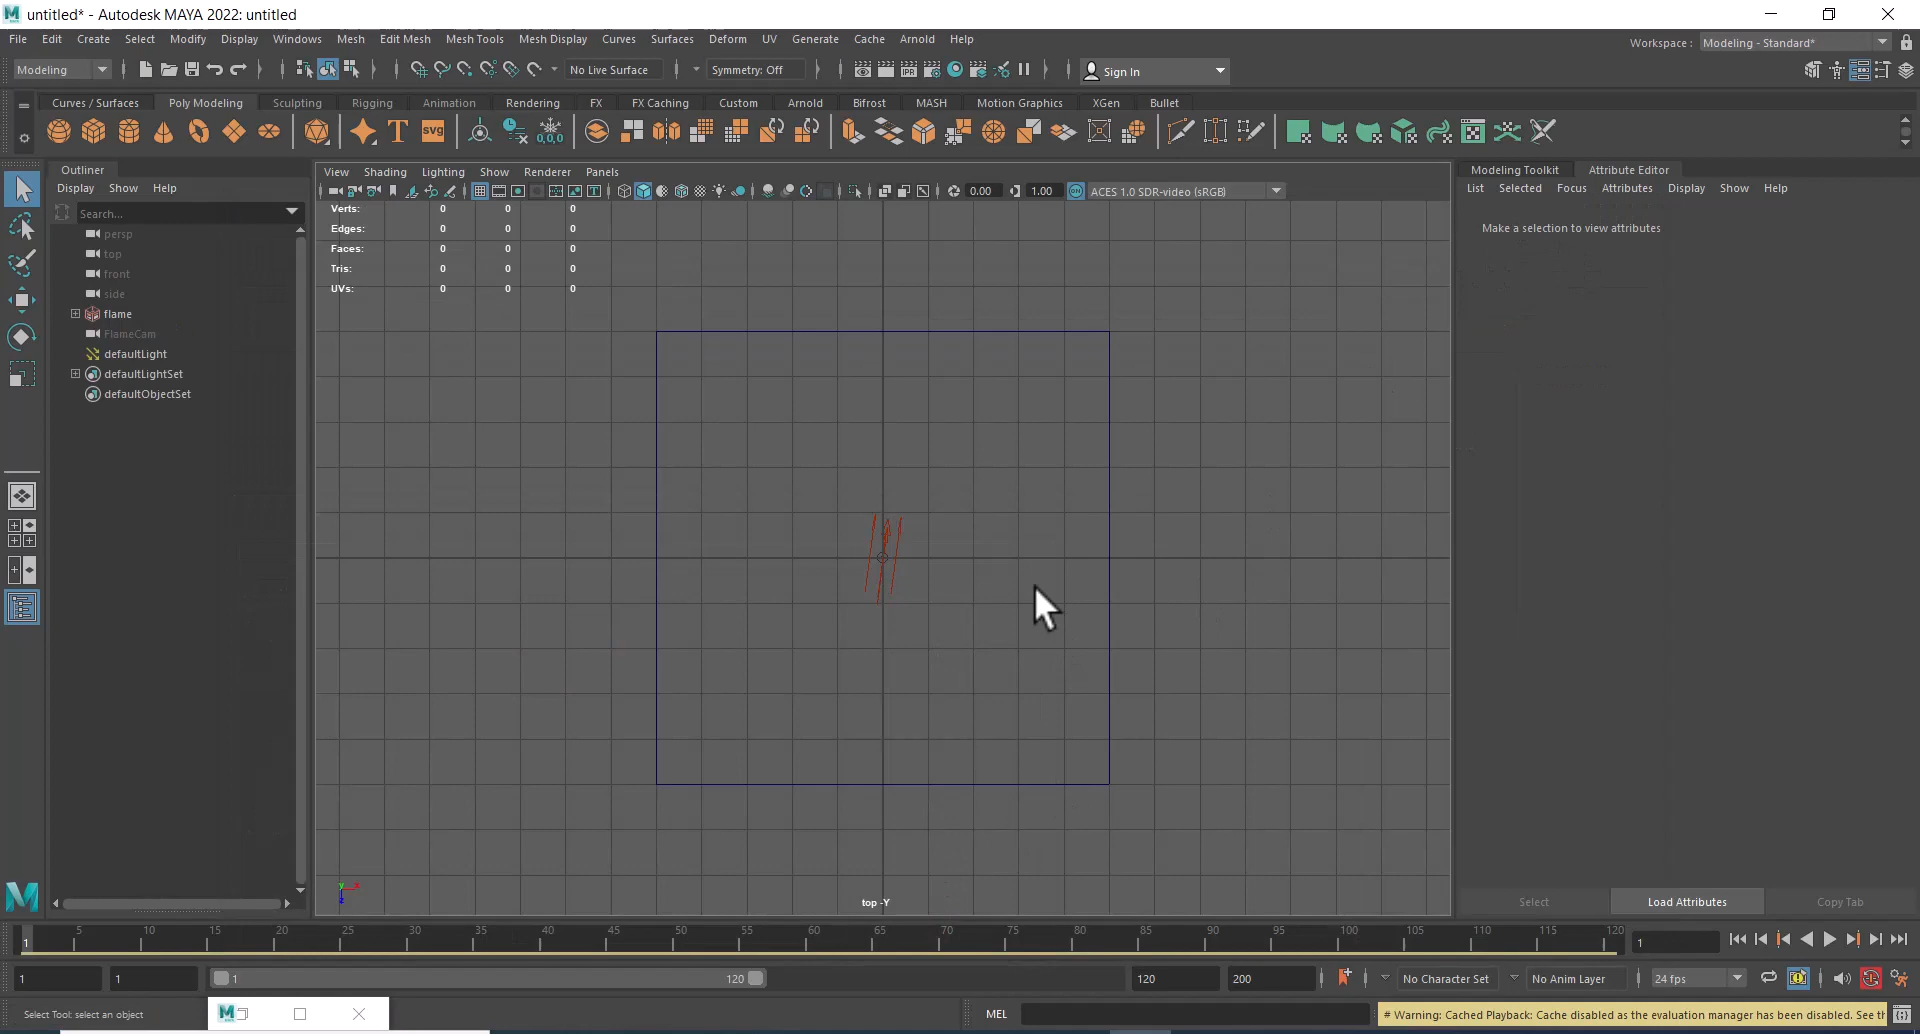 untitled* - Autodesk MAYA 2022: untitled
File Edit Create Select Modify Display Windows Mesh Edit Mesh Mesh Tools Mesh Display Curves Surfaces Deform UV Generate Cache Arnold Help
Workspace : Modeling - Standard*
Modeling No Live Surface Symmetry: Off IPR Sign In
Curves / Surfaces Poly Modeling Sculpting Rigging Animation Rendering FX FX Caching Custom Arnold Bifrost MASH Motion Graphics XGen Bullet
T SVG 0,0,0
Outliner
View Shading Lighting Show Renderer Panels
Modeling Toolkit Attribute Editor
Display Show Help
0.00 1.00 ON ACES 1.0 SDR-video (sRGB)
List Selected Focus Attributes Display Show Help
Search...
Verts: 0 0 0
Edges: 0 0 0
Faces: 0 0 0
Tris: 0 0 0
UVs: 0 0 0
Make a selection to view attributes
persp
top
front
side
flame
FlameCam
defaultLight
defaultLightSet
defaultObjectSet
y x
z
top -Y
Select Load Attributes Copy Tab
1 5 10 15 20 25 30 35 40 45 50 55 60 65 70 75 80 85 90 95 100 105 110 115 120 1
1 1 1 120 120 200 No Character Set No Anim Layer 24 fps
Select Tool: select an object
MEL # Warning: Cached Playback: Cache disabled as the evaluation manager has been disabled. See th